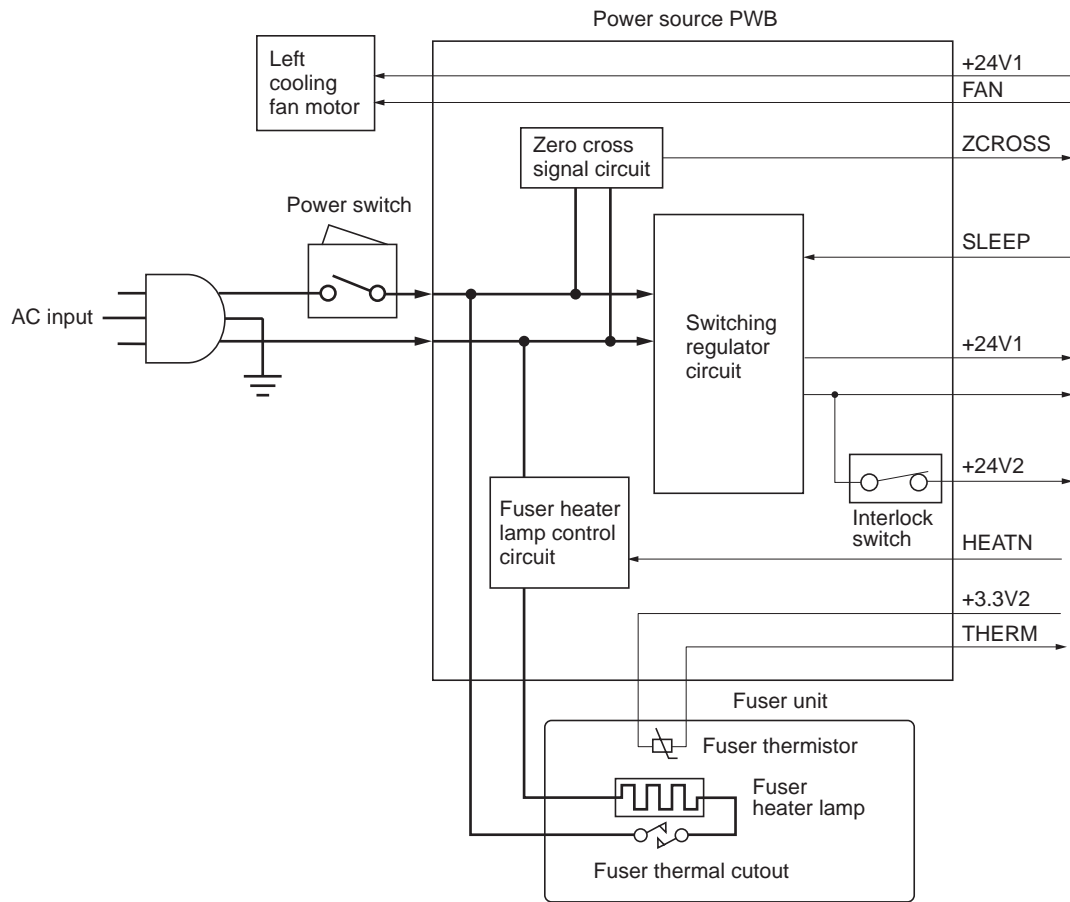 Power source PWB
Left
cooling
fan motor
+24V1
FAN
Zero cross
signal circuit
ZCROSS
Power switch
SLEEP
AC input
Switching
regulator
circuit
+24V1
+24V2
Interlock
switch
Fuser heater
lamp control
circuit
HEATN
+3.3V2
THERM
Fuser unit
Fuser thermistor
Fuser
heater lamp
Fuser thermal cutout